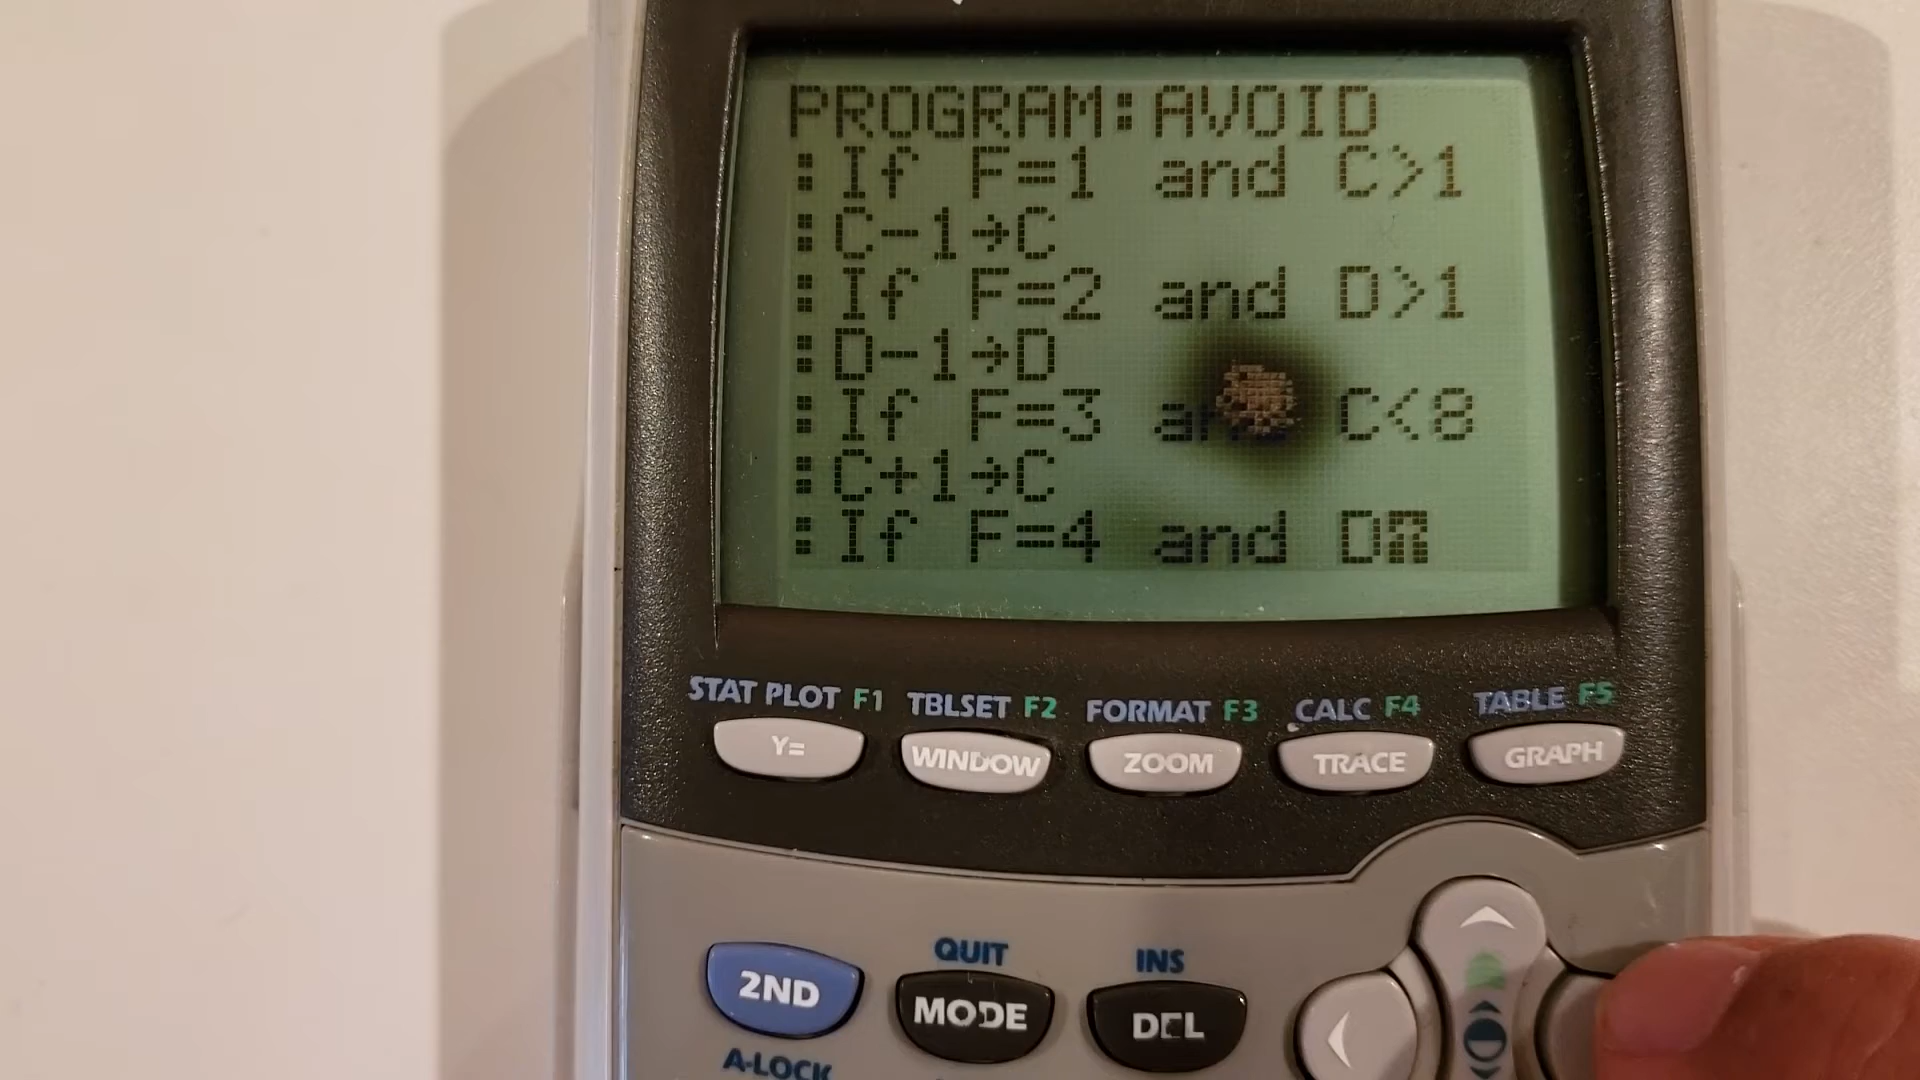 PROGRAM:AVOID
:If F=1 and C>1
:C-1→C
:If F=2 and D>1
:D-1→D
:If F=3 and C<8
:C+1→C
:If F=4 and D
STAT PLOT F1 TBLSET F2 FORMAT F3 CALC F4 TABLE F5
Y= WINDOW ZOOM TRACE GRAPH
QUIT INS
2ND MODE DEL
A-LOCK